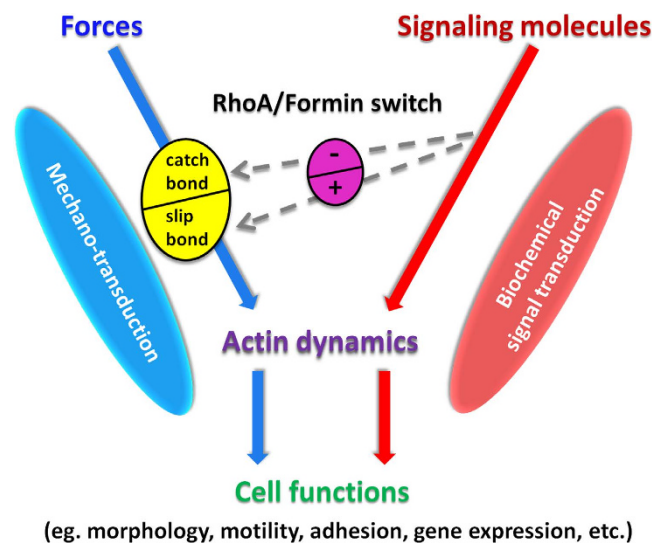 Forces
Signaling molecules
RhoA/Formin switch
catch
bond
slip
bond
-
+
Mechano-transduction
Biochemical
signal transduction
Actin dynamics
Cell functions
(eg. morphology, motility, adhesion, gene expression, etc.)